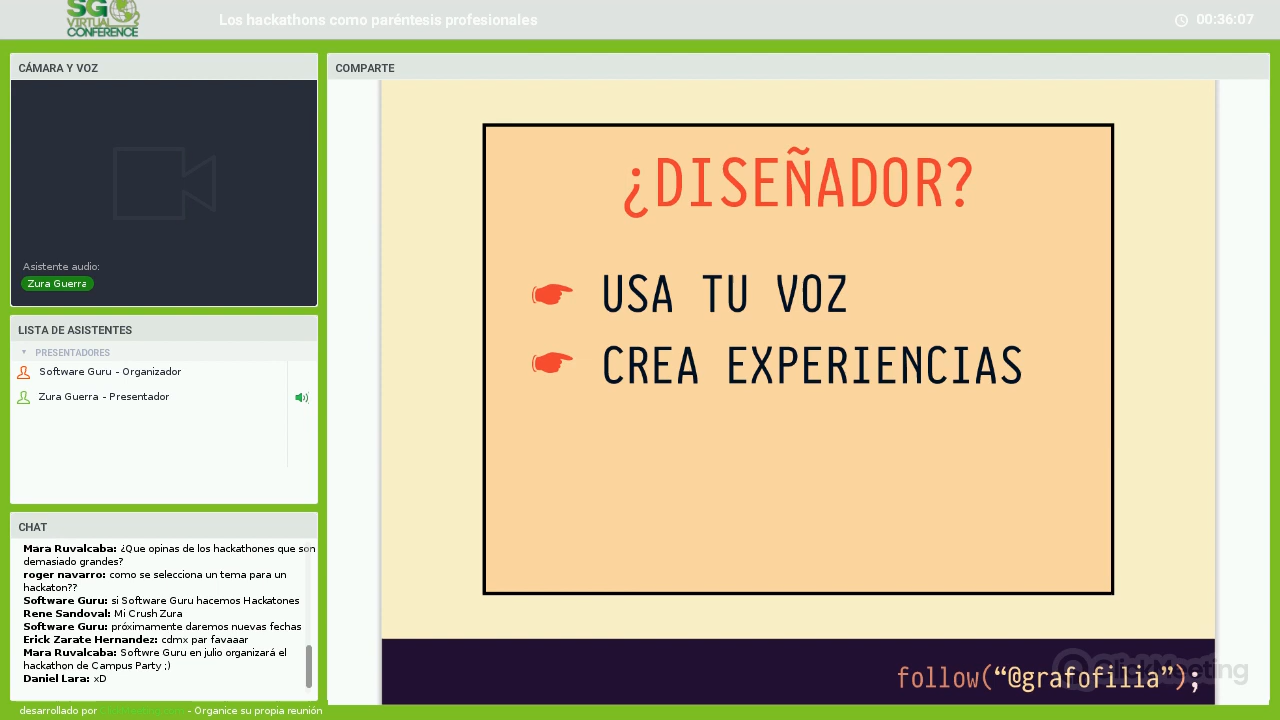 SG
VIRTUAL
CONFERENCE
Los hackathons como paréntesis profesionales
00:36:07
CÁMARA Y VOZ
Asistente audio:
Zura Guerra
LISTA DE ASISTENTES
PRESENTADORES
Software Guru - Organizador
Zura Guerra - Presentador
CHAT
Mara Ruvalcaba: ¿Que opinas de los hackathones que son
demasiado grandes?
roger navarro: como se selecciona un tema para un
hackaton??
Software Guru: si Software Guru hacemos Hackatones
Rene Sandoval: Mi Crush Zura
Software Guru: próximamente daremos nuevas fechas
Erick Zarate Hernandez: cdmx par favaaar
Mara Ruvalcaba: Softwre Guru en julio organizará el
hackathon de Campus Party ;)
Daniel Lara: xD
desarrollado por - Organice su propia reunión
COMPARTE
¿DISEÑADOR?
USA TU VOZ
CREA EXPERIENCIAS
follow(“@grafofilia”);
ClickMeeting